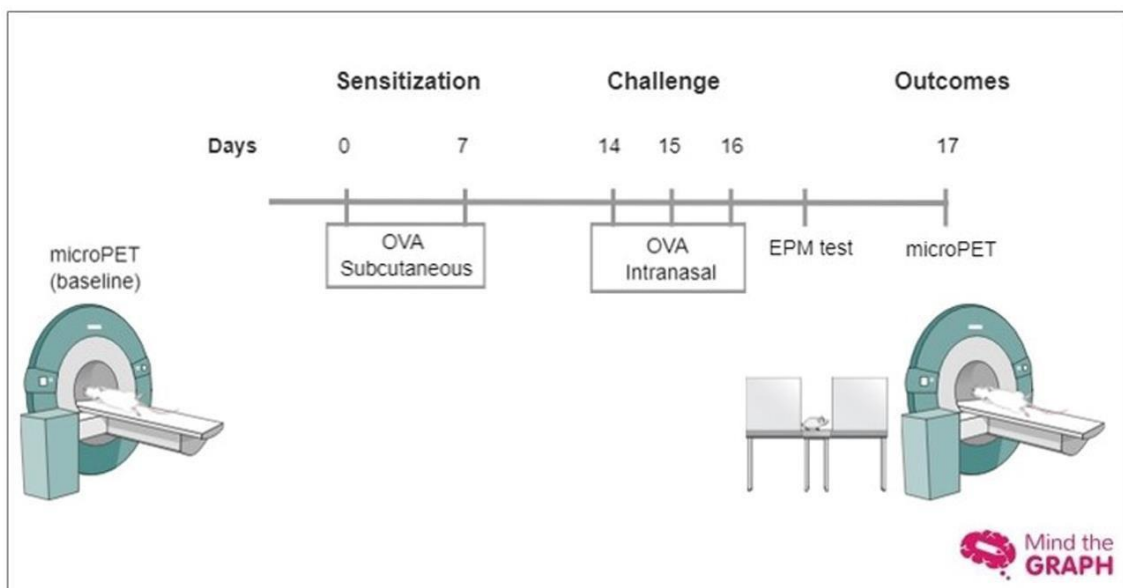 Sensitization Challenge Outcomes
Days 0 7 14 15 16 17
OVA
Subcutaneous
OVA
Intranasal
EPM test
microPET
microPET
(baseline)
Mind the
GRAPH